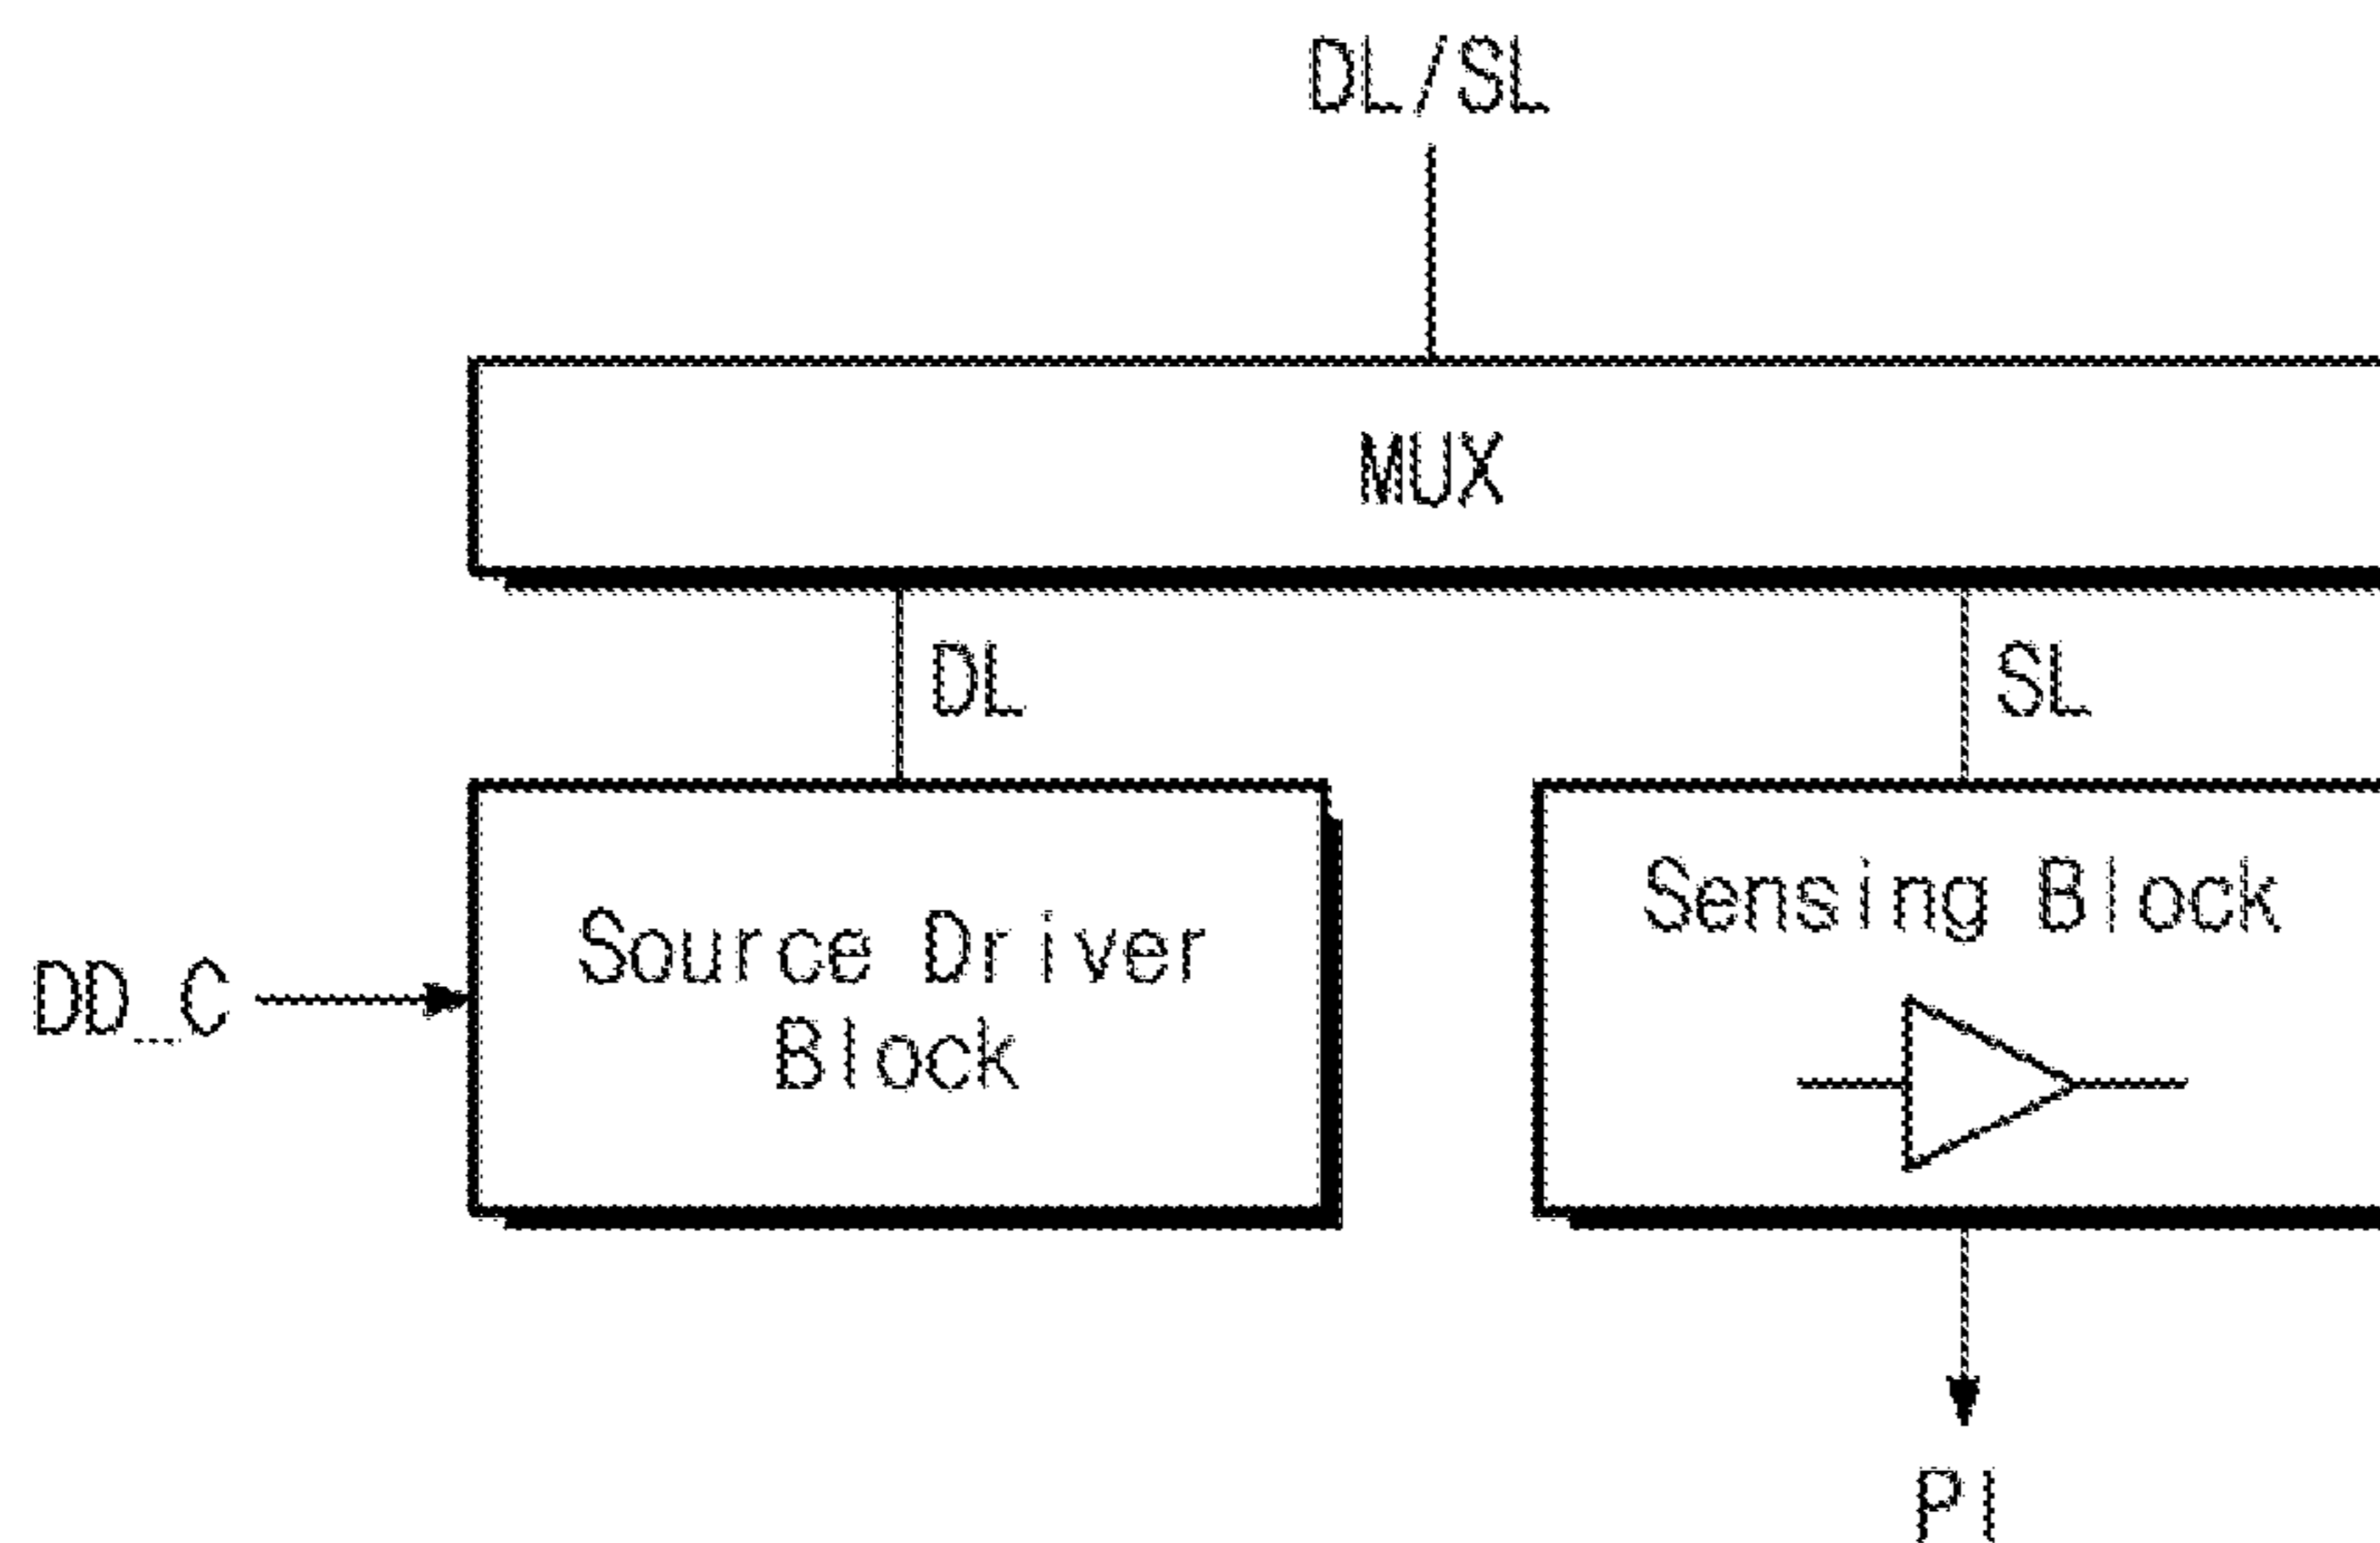 DL/SL
MUX
DL
SL
Source Driver
Block
Sensing Block
DD_C
PI